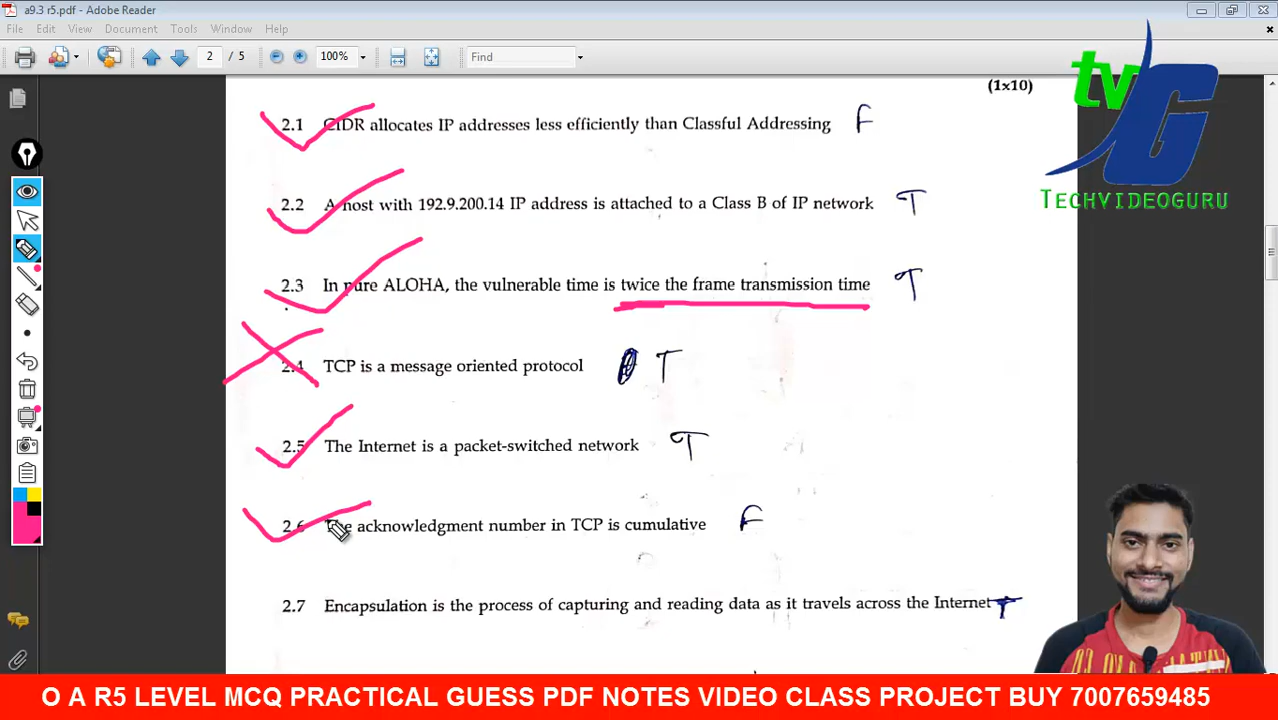 a9.3 r5.pdf - Adobe Reader
File Edit View Document Tools Window Help
2 / 5 100% Find
(1x10)
2.1 CIDR allocates IP addresses less efficiently than Classful Addressing F
2.2 A host with 192.9.200.14 IP address is attached to a Class B of IP network T
2.3 In pure ALOHA, the vulnerable time is twice the frame transmission time T
2.4 TCP is a message oriented protocol T
2.5 The Internet is a packet-switched network T
2.6 The acknowledgment number in TCP is cumulative F
2.7 Encapsulation is the process of capturing and reading data as it travels across the Internet T
tvG
TECHVIDEOGURU
O A R5 LEVEL MCQ PRACTICAL GUESS PDF NOTES VIDEO CLASS PROJECT BUY 7007659485